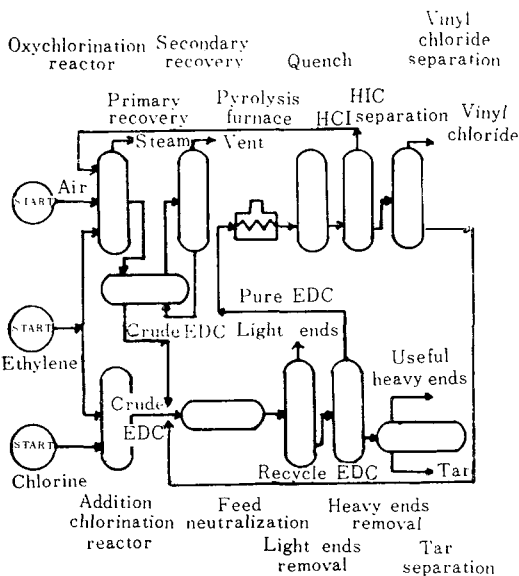 Vinyl
Oxychlorination Secondary chloride
reactor recovery Quench separation
HIC
Primary Pyrolysis HCI separation Vinyl
recovery furnace chloride
Steam Vent
Air
START
Pure EDC
START
Crude EDC Light ends
Ethylene
Useful
heavy ends
Crude
EDC
START
Recycle EDC Tar
Chlorine
Addition Feed Heavy ends
chlorination neutralization removal
reactor Light ends Tar
removal separation